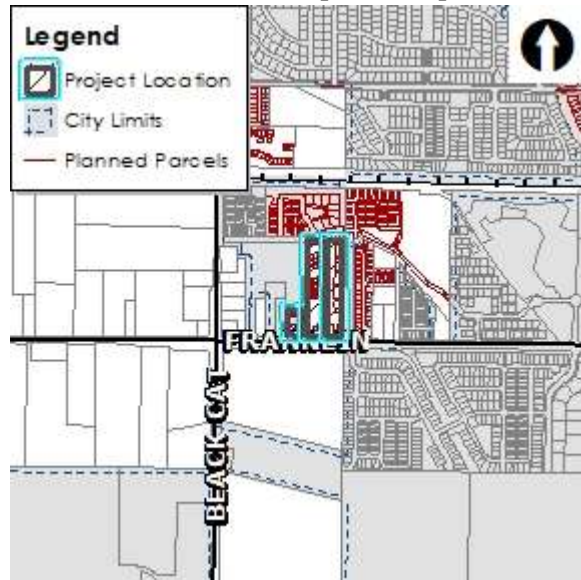 Legend
Project Location
City Limits
Planned Parcels
FRANKLIN
BLACK CAT